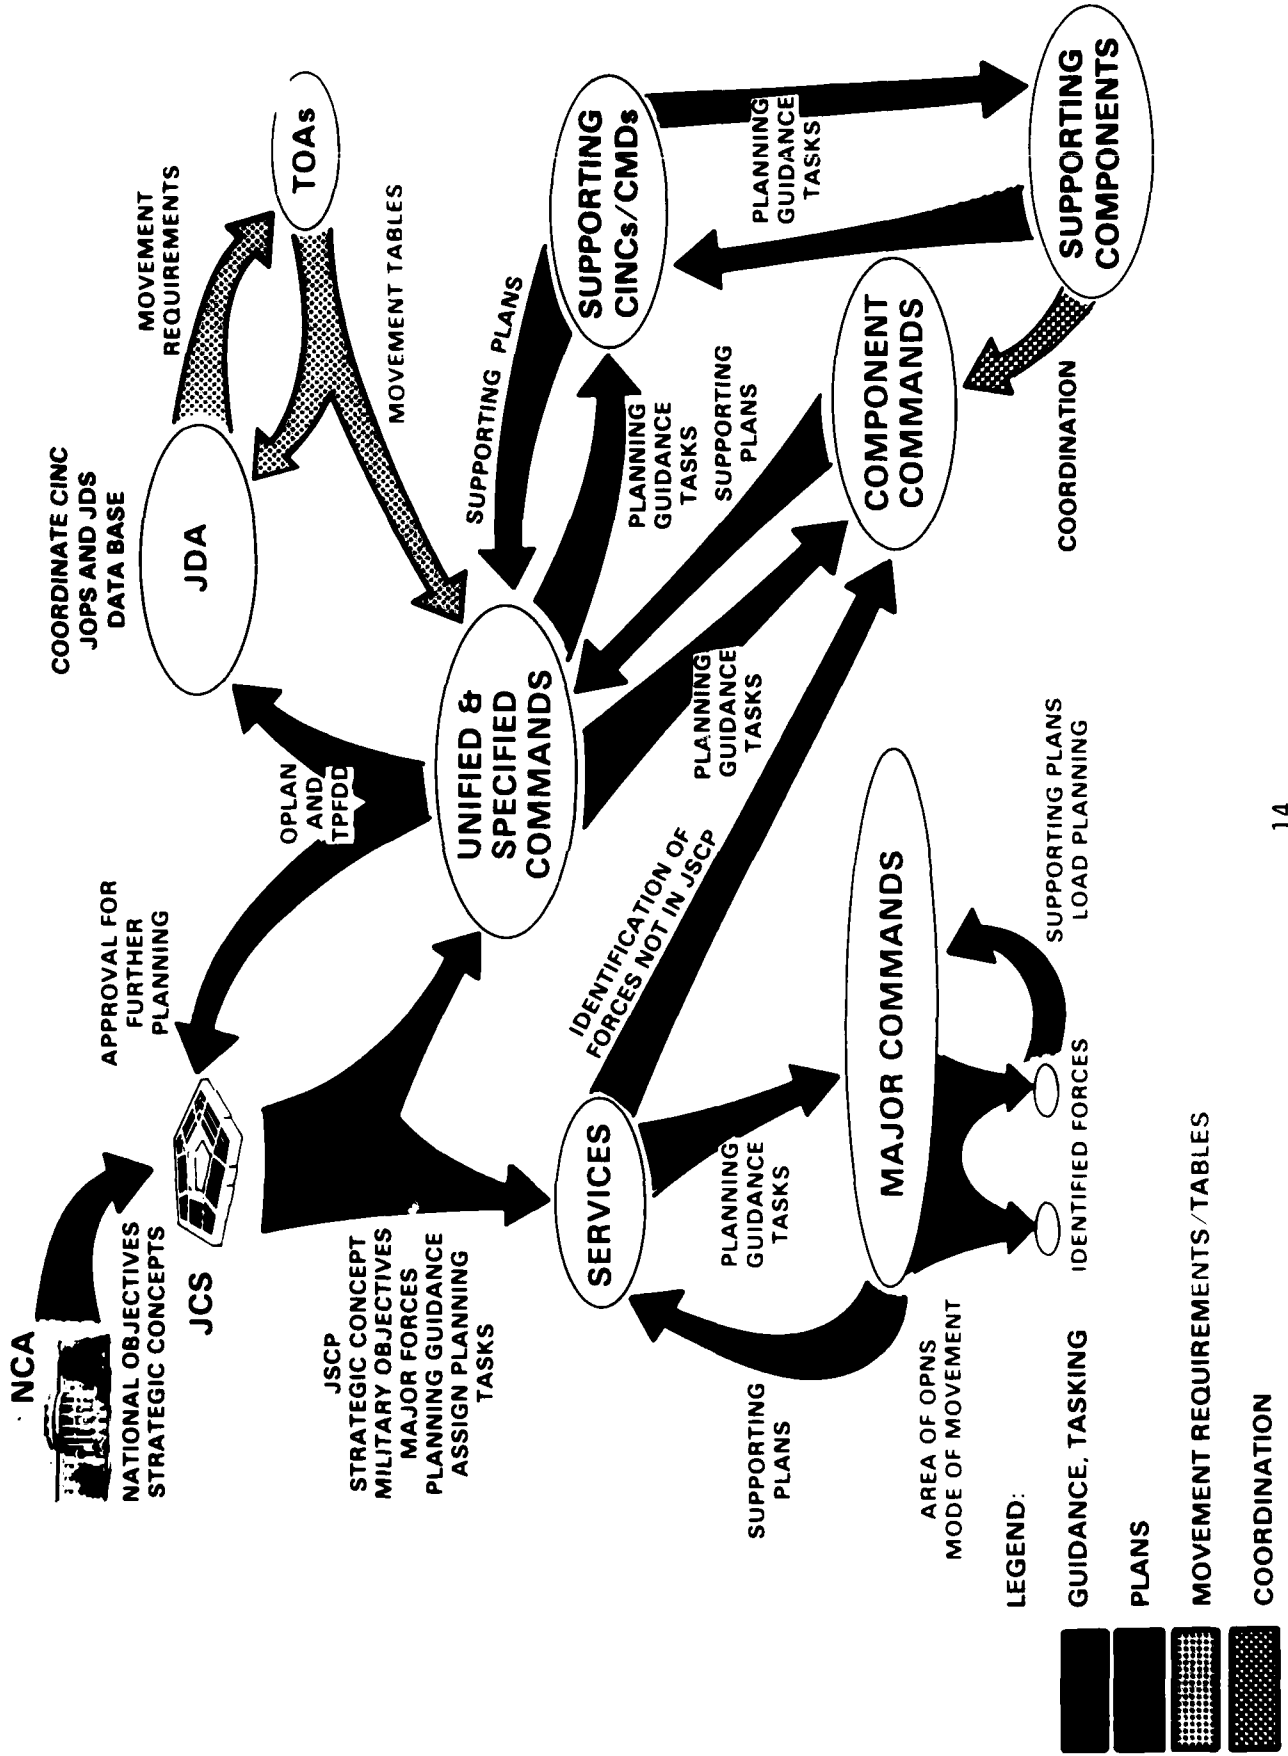 NCA
NATIONAL OBJECTIVES
STRATEGIC CONCEPTS
JCS
APPROVAL FOR
FURTHER
PLANNING
COORDINATE CINC
JOPS AND JDS
DATA BASE
JDA
MOVEMENT
REQUIREMENTS
TOAs
MOVEMENT TABLES
OPLAN
AND
TPFDD
JSCP
STRATEGIC CONCEPT
MILITARY OBJECTIVES
MAJOR FORCES
PLANNING GUIDANCE
ASSIGN PLANNING
TASKS
UNIFIED &
SPECIFIED
COMMANDS
SUPPORTING PLANS
SUPPORTING
CINCs/CMDs
PLANNING
GUIDANCE
TASKS
SUPPORTING
PLANS
PLANNING
GUIDANCE
TASKS
SERVICES
IDENTIFICATION OF
FORCES NOT IN JSCP
PLANNING
GUIDANCE
TASKS
PLANNING
GUIDANCE
TASKS
SUPPORTING
PLANS
MAJOR COMMANDS
COMPONENT
COMMANDS
SUPPORTING
COMPONENTS
COORDINATION
AREA OF OPNS
MODE OF MOVEMENT
IDENTIFIED FORCES
SUPPORTING PLANS
LOAD PLANNING
LEGEND:
GUIDANCE, TASKING
PLANS
MOVEMENT REQUIREMENTS/TABLES
COORDINATION
14